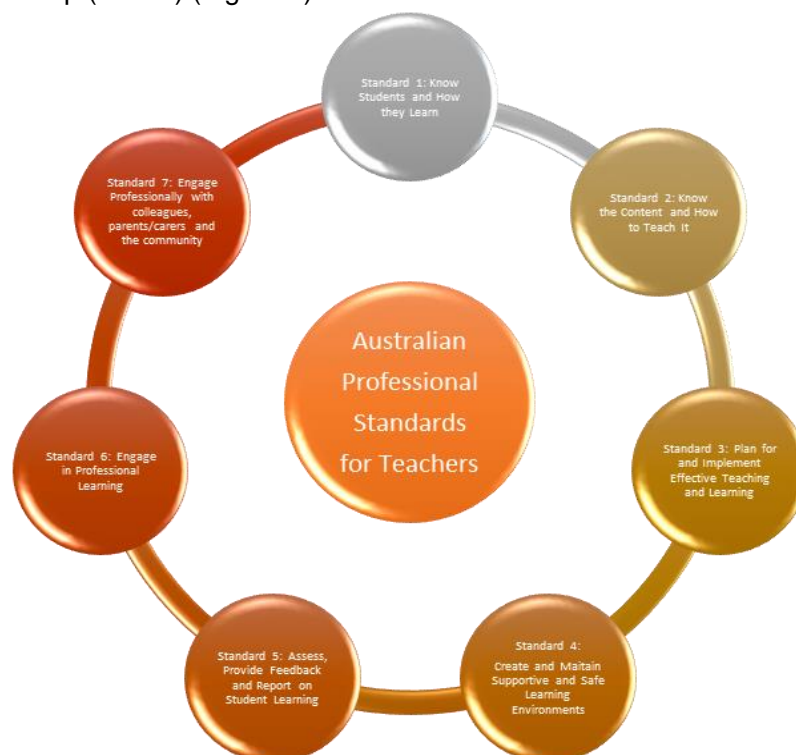 Standard 1: Know
Students and How
they Learn
Standard 2: Know
the Content and How
to Teach It
Standard 3: Plan for
and Implement
Effective Teaching
and Learning
Standard 4:
Create and Maitain
Supportive and Safe
Learning
Environments
Standard 5: Assess,
Provide Feedback
and Report on
Student Learning
Standard 6: Engage
in Professional
Learning
Standard 7: Engage
Professionally with
colleagues,
parents/carers and
the community
Australian
Professional
Standards
for Teachers